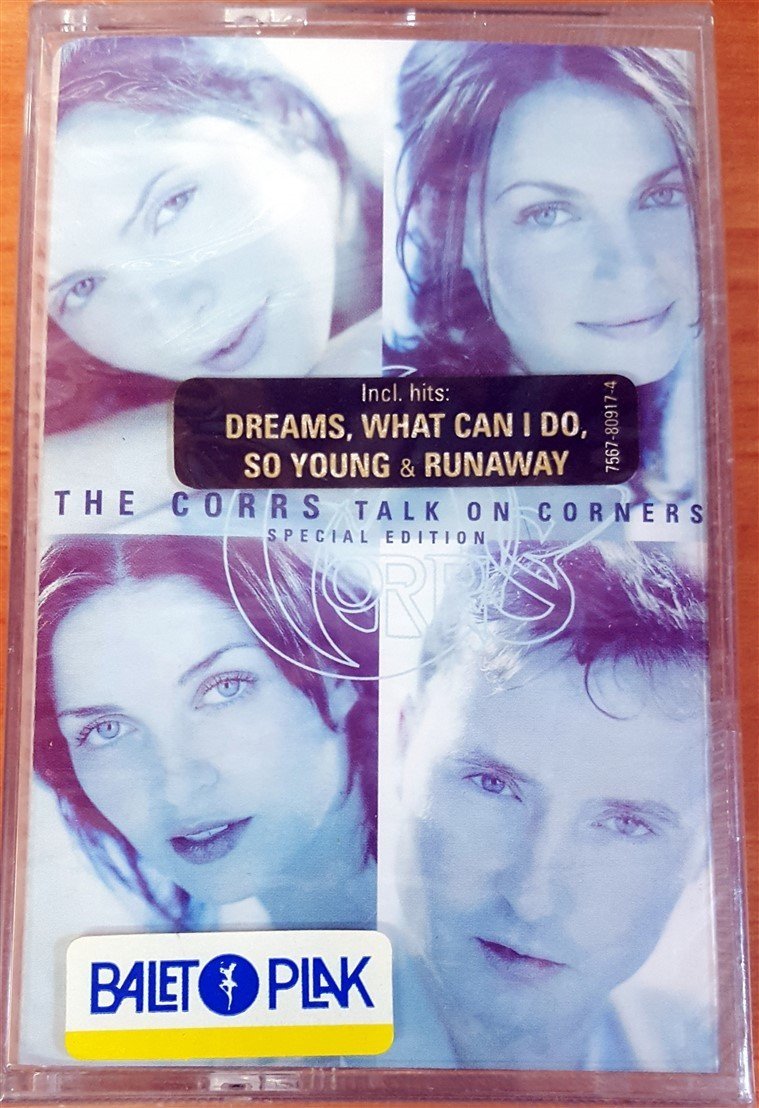 Incl. hits:
DREAMS, WHAT CAN I DO,
SO YOUNG & RUNAWAY
7567-80917-4
THE CORRS TALK ON CORNERS
SPECIAL EDITION
CORRS
BALET PLAK